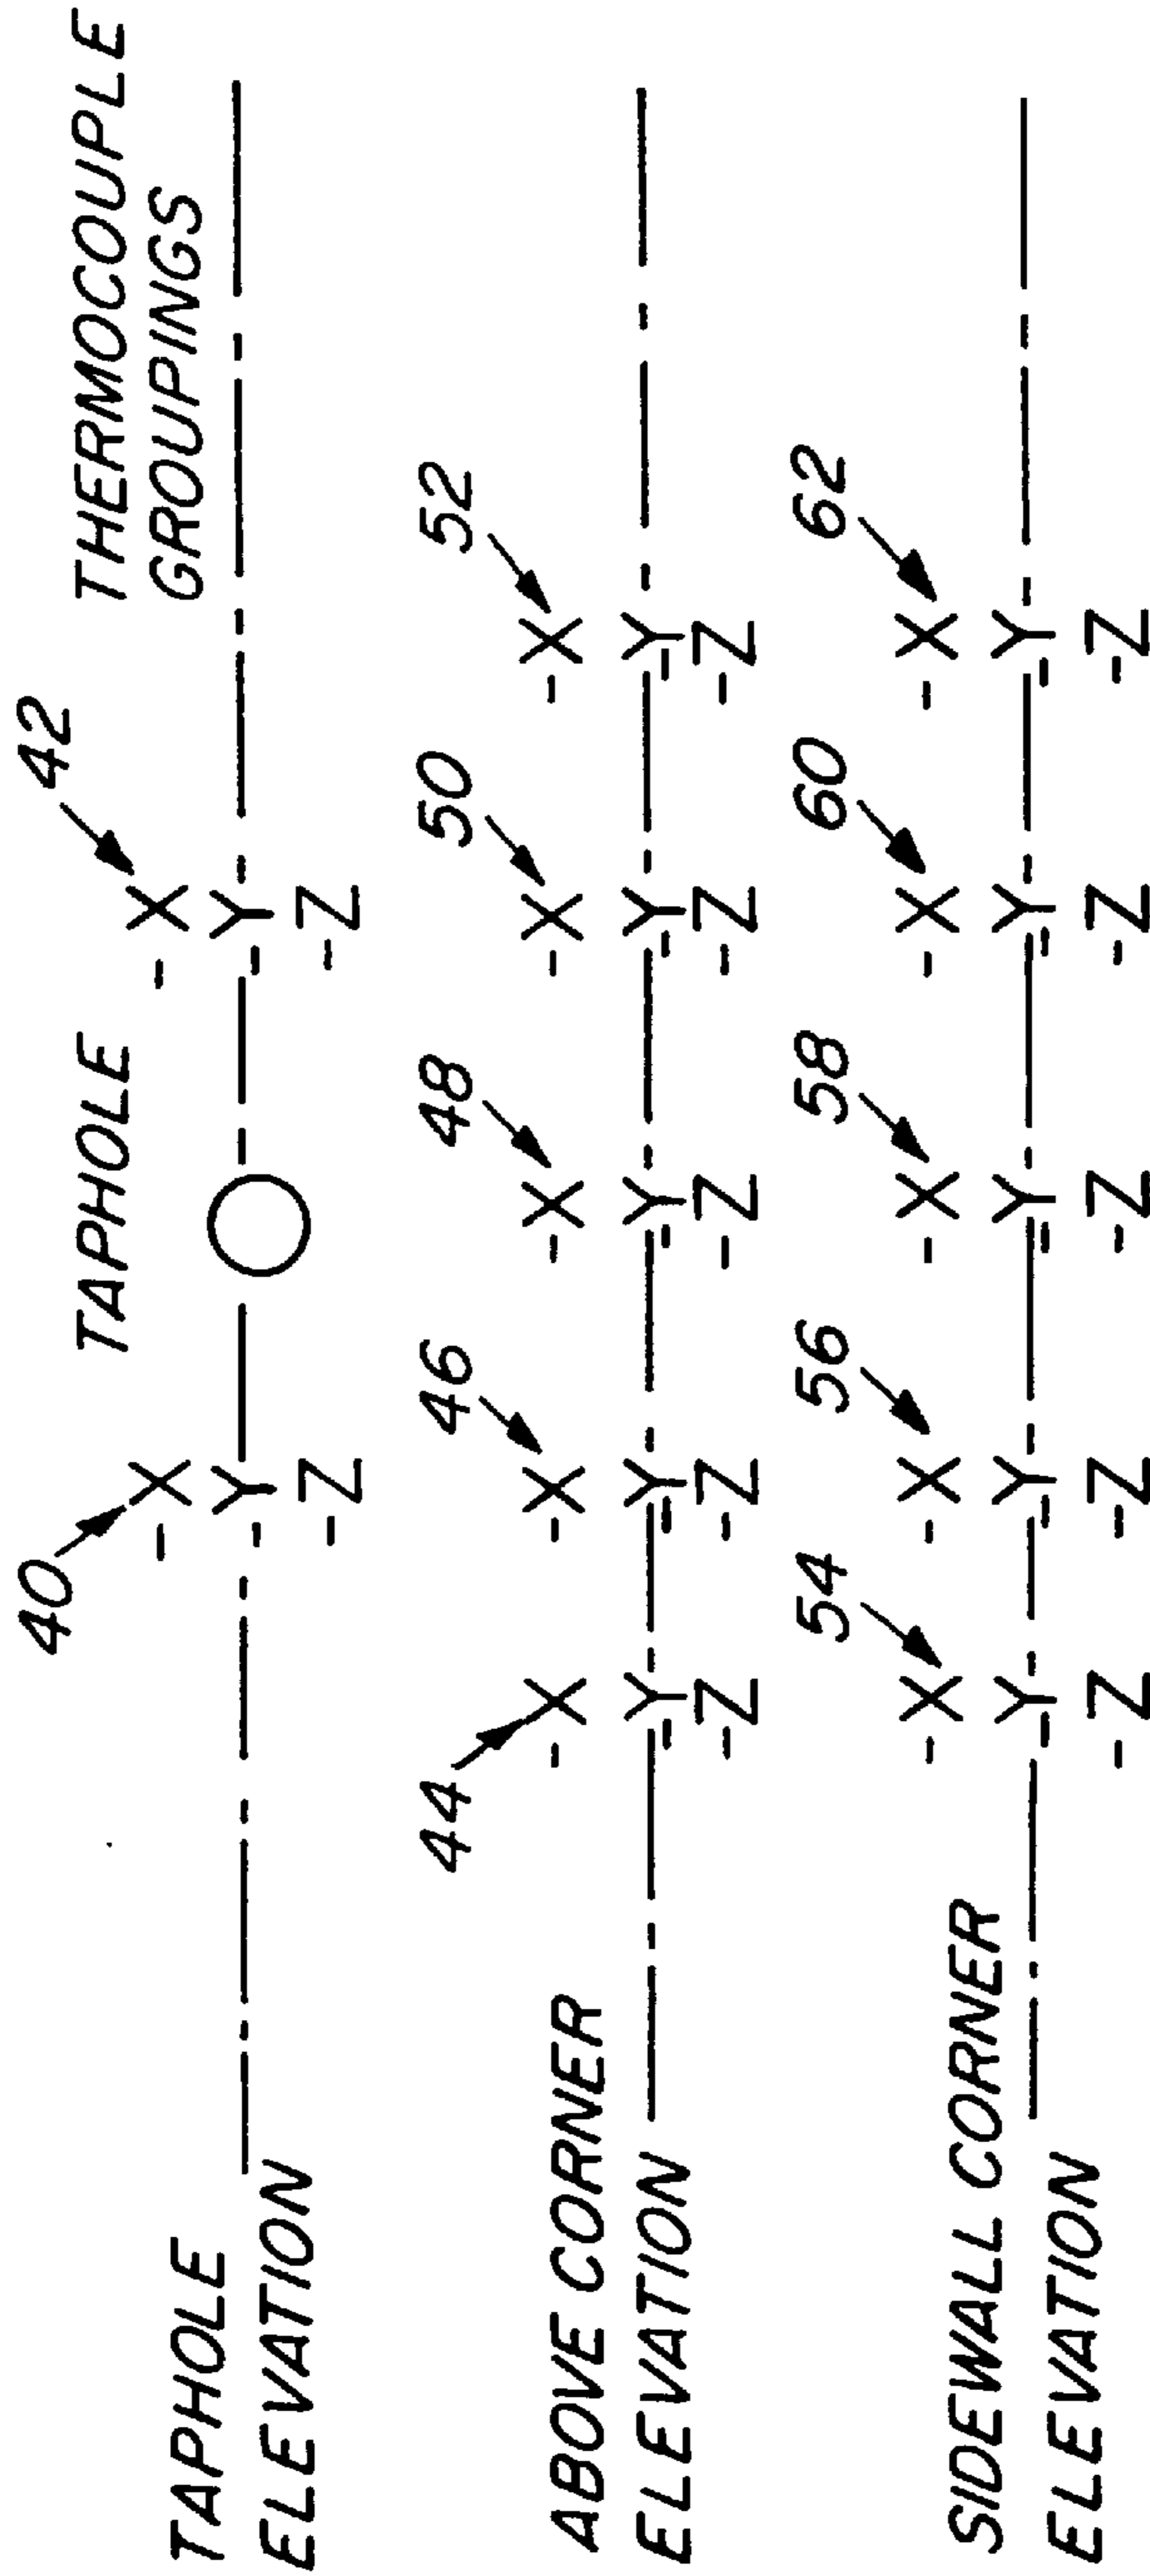 THERMOCOUPLE
GROUPINGS
40 TAPHOLE 42
-X -X
TAPHOLE
ELEVATION
-Y -Y
-Z -Z
44 46 48 50 52
-X -X -X -X -X
ABOVE CORNER
ELEVATION
-Y -Y -Y -Y -Y
-Z -Z -Z -Z -Z
54 56 58 60 62
-X -X -X -X -X
SIDEWALL CORNER
ELEVATION
-Y -Y -Y -Y -Y
-Z -Z -Z -Z -Z